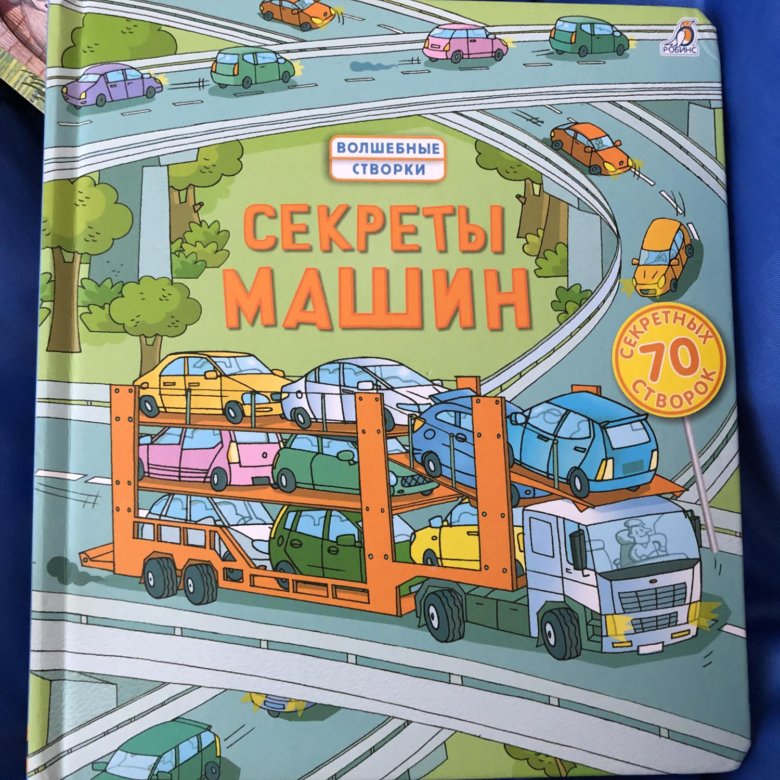 РОБИНС
ВОЛШЕБНЫЕ
СТВОРКИ
СЕКРЕТЫ
МАШИН
СЕКРЕТНЫХ
70
СТВОРОК